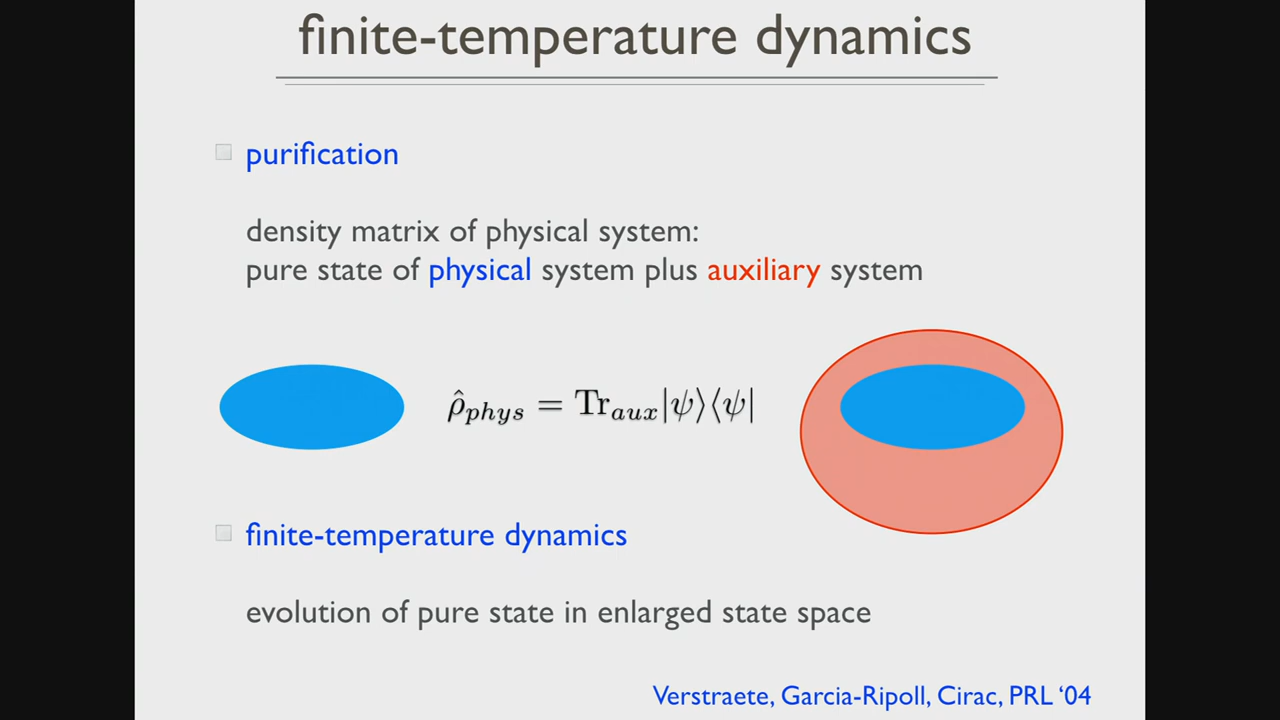 finite-temperature dynamics
purification
density matrix of physical system:
pure state of physical system plus auxiliary system
ρ̂_phys = Tr_aux|ψ⟩⟨ψ|
finite-temperature dynamics
evolution of pure state in enlarged state space
Verstraete, Garcia-Ripoll, Cirac, PRL ‘04